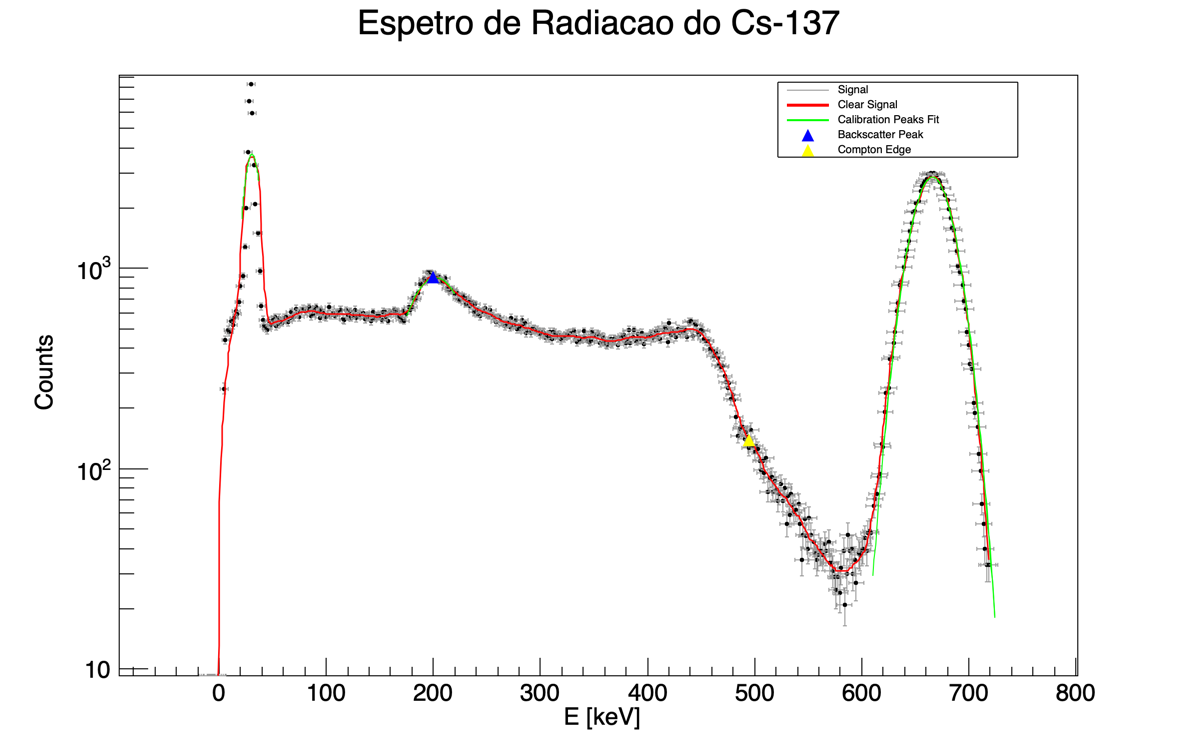 Espetro de Radiacao do Cs-137
Signal
Clear Signal
Calibration Peaks Fit
Backscatter Peak
Compton Edge
10³
10²
10
Counts
0 100 200 300 400 500 600 700 800
E [keV]